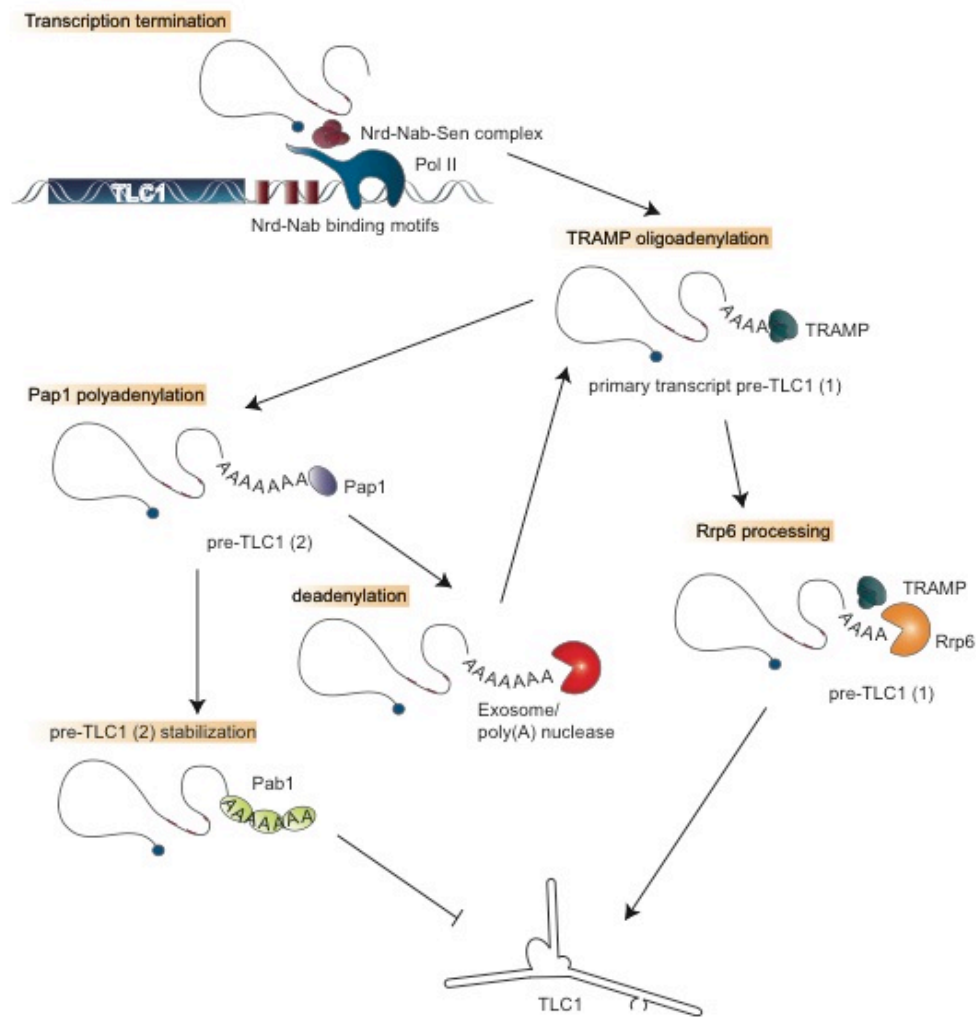 Transcription termination
Nrd-Nab-Sen complex
Pol II
TLC1
Nrd-Nab binding motifs
TRAMP oligoadenylation
AAAA
TRAMP
primary transcript pre-TLC1 (1)
Pap1 polyadenylation
AAAAAAA
Pap1
pre-TLC1 (2)
Rrp6 processing
TRAMP
AAAA
Rrp6
pre-TLC1 (1)
deadenylation
AAAAAAA
Exosome/
poly(A) nuclease
pre-TLC1 (2) stabilization
Pab1
AAAAAAA
TLC1